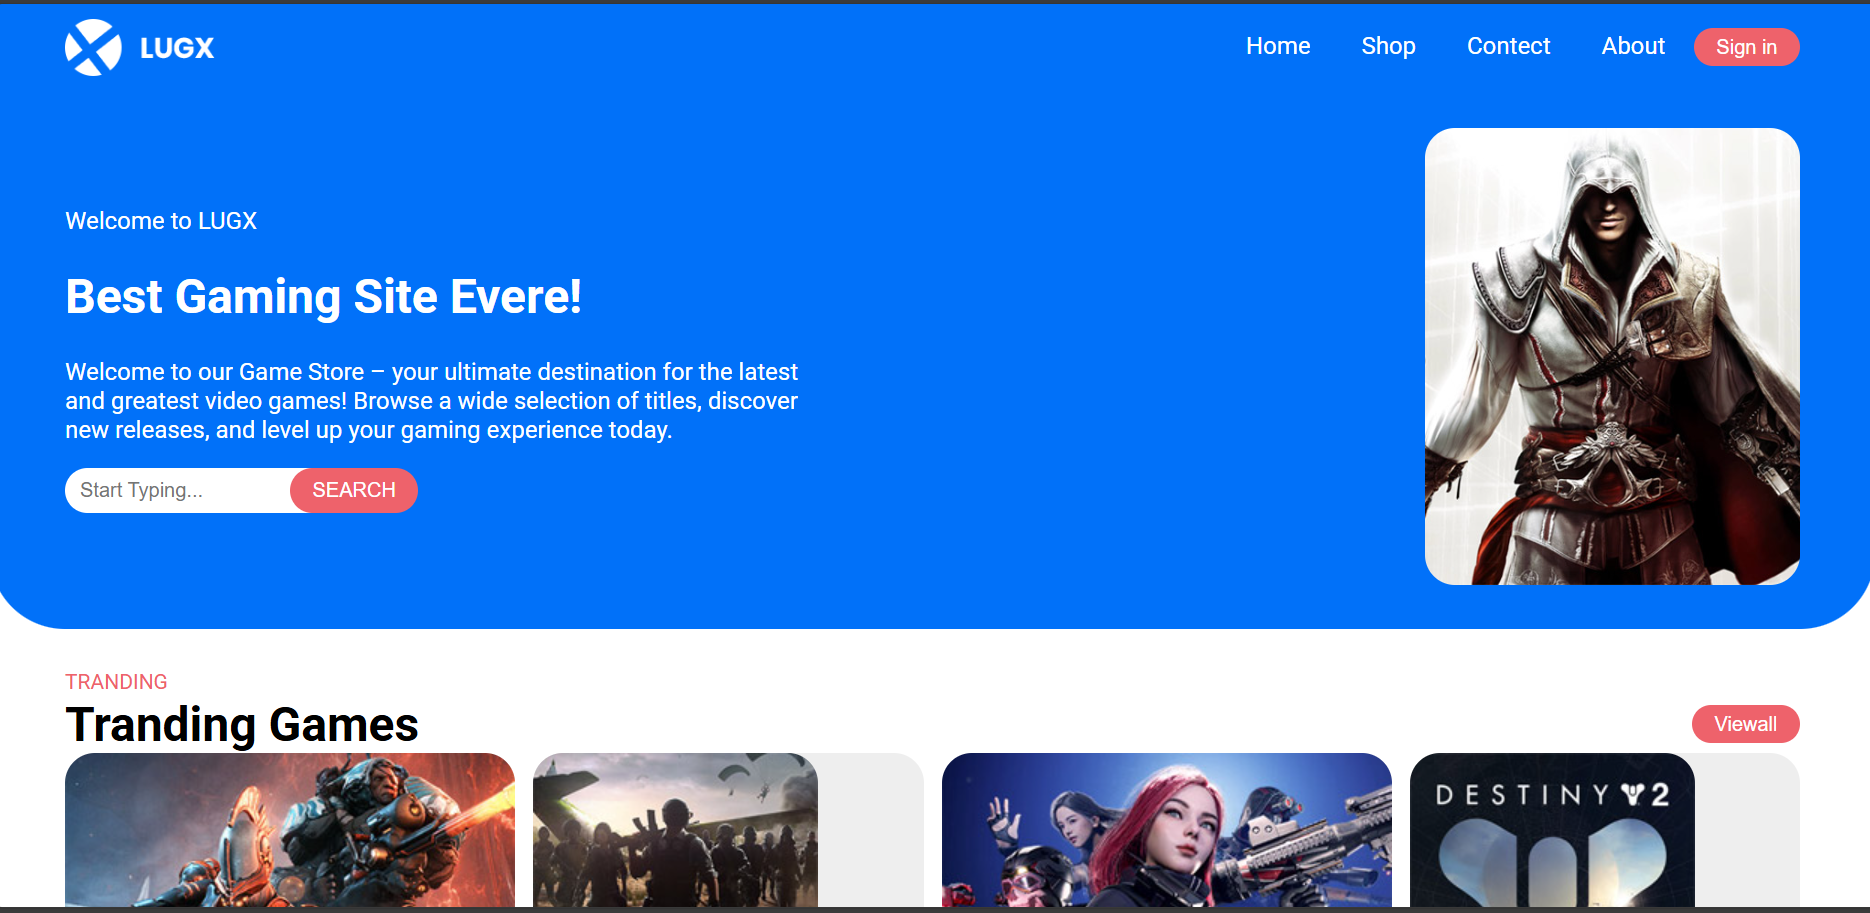 LUGX
Home
Shop
Contect
About
Sign in
Welcome to LUGX
Best Gaming Site Evere!
Welcome to our Game Store – your ultimate destination for the latest
and greatest video games! Browse a wide selection of titles, discover
new releases, and level up your gaming experience today.
Start Typing...
SEARCH
TRANDING
Tranding Games
Viewall
DESTINY 2